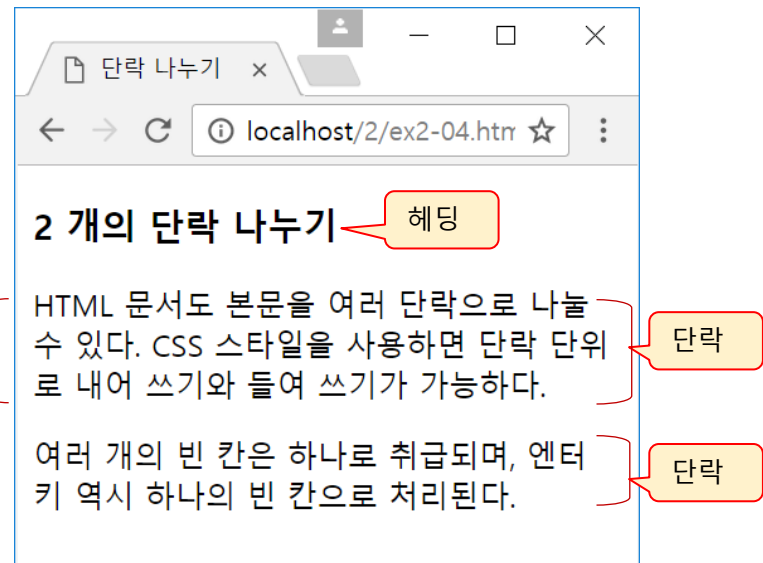 단락 나누기
localhost/2/ex2-04.htm
2 개의 단락 나누기
헤딩
HTML 문서도 본문을 여러 단락으로 나눌
수 있다. CSS 스타일을 사용하면 단락 단위
로 내어 쓰기와 들여 쓰기가 가능하다.
단락
여러 개의 빈 칸은 하나로 취급되며, 엔터
키 역시 하나의 빈 칸으로 처리된다.
단락